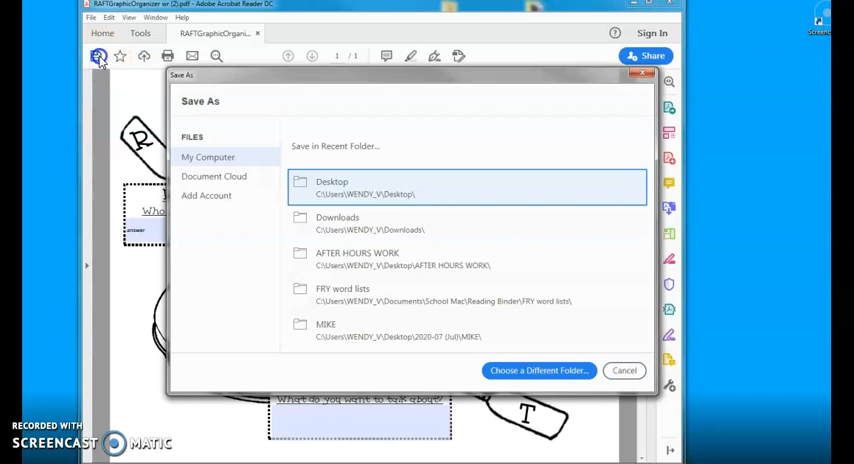 RAFTGraphicOrganizer wr (2).pdf - Adobe Acrobat Reader DC
File Edit View Window Help
Home Tools RAFTGraphicOrgani... × Sign In
1 / 1 Share
Save As
Save As
FILES
My Computer
Document Cloud
Add Account
Save in Recent Folder...
Desktop
C:\Users\WENDY_V\Desktop\
Downloads
C:\Users\WENDY_V\Downloads\
AFTER HOURS WORK
C:\Users\WENDY_V\Desktop\AFTER HOURS WORK\
FRY word lists
C:\Users\WENDY_V\Documents\School Mac\Reading Binder\FRY word lists\
MIKE
C:\Users\WENDY_V\Desktop\2020-07 (Jul)\MIKE\
Choose a Different Folder... Cancel
R
Who
answer
What do you want to talk about?
T
RECORDED WITH
SCREENCAST MATIC
Screenc